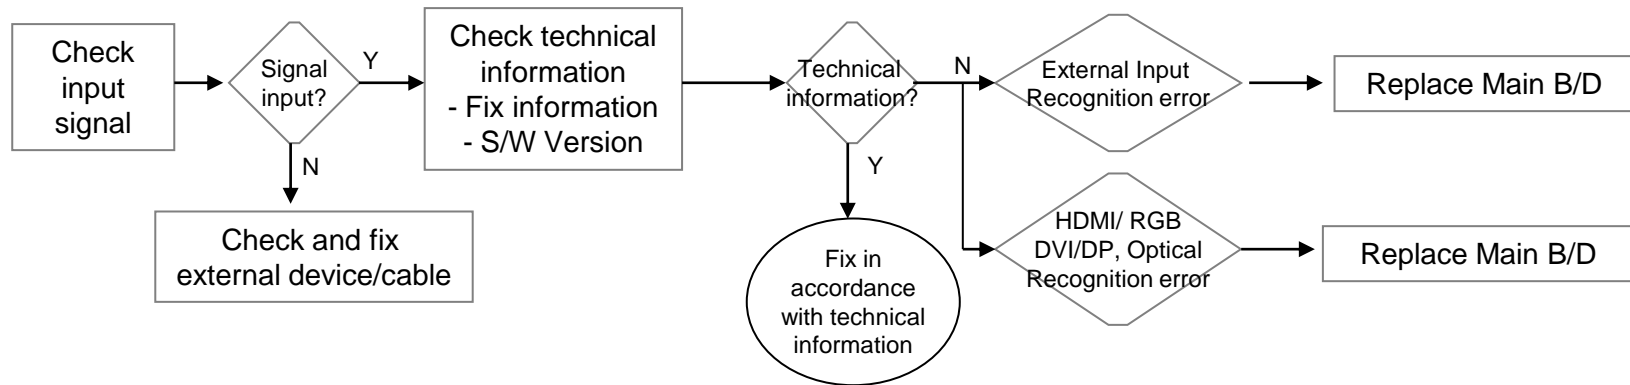 Check
input
signal
Signal
input?
Y
N
Check and fix
external device/cable
Check technical
information
- Fix information
- S/W Version
Technical
information?
N
Y
Fix in
accordance
with technical
information
External Input
Recognition error
Replace Main B/D
HDMI/ RGB
DVI/DP, Optical
Recognition error
Replace Main B/D